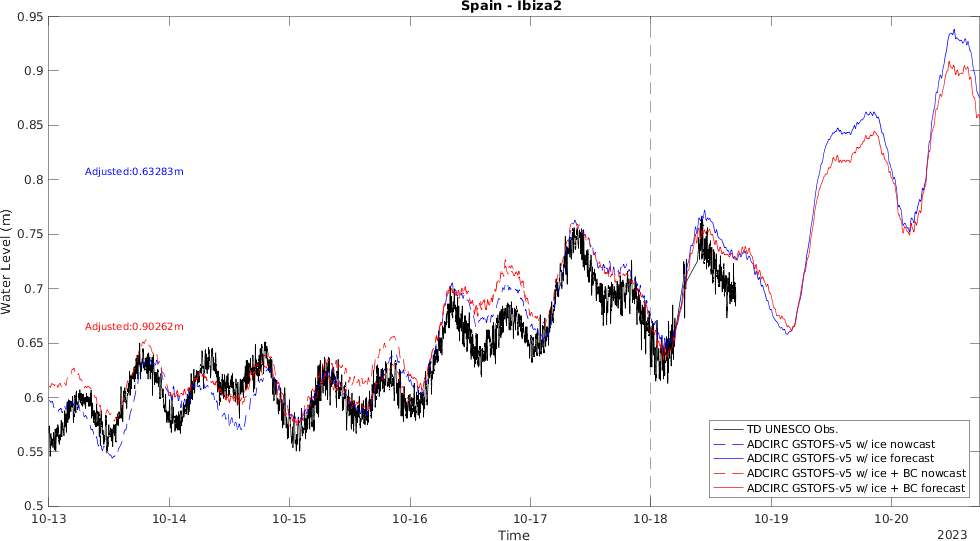 Spain - Ibiza2
0.95
0.9
0.85
0.8
0.75
0.7
0.65
0.6
0.55
0.5
Water Level (m)
Adjusted:0.63283m
Adjusted:0.90262m
TD UNESCO Obs.
ADCIRC GSTOFS-v5 w/ ice nowcast
ADCIRC GSTOFS-v5 w/ ice forecast
ADCIRC GSTOFS-v5 w/ ice + BC nowcast
ADCIRC GSTOFS-v5 w/ ice + BC forecast
10-13 10-14 10-15 10-16 10-17 10-18 10-19 10-20
Time
2023